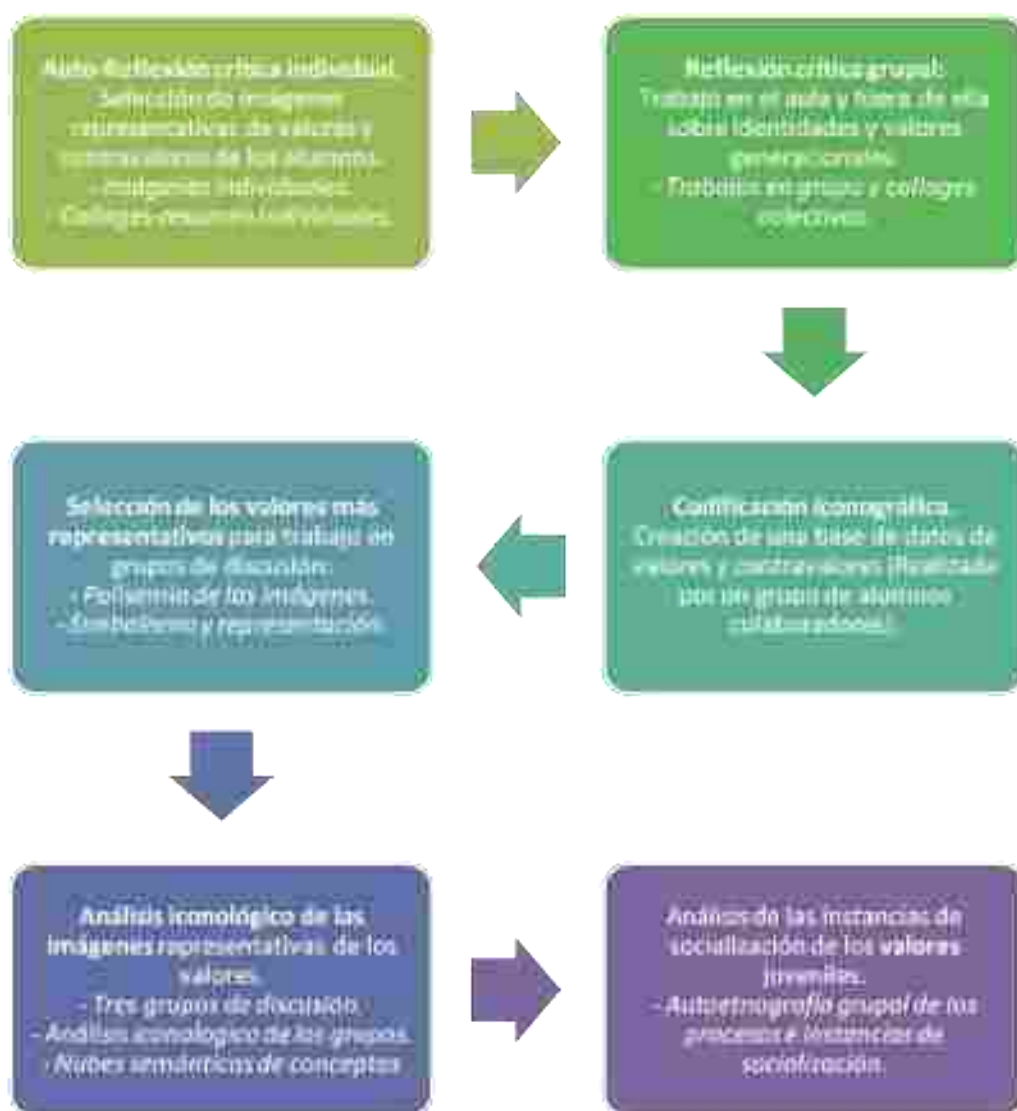 Auto-Reflexión crítica individual.
Selección de imágenes
representativas de valores y
contravalores de los alumnos.
- Imágenes individuales.
- Collages resumen individuales.
Reflexión crítica grupal:
Trabajo en el aula y fuera de ella
sobre identidades y valores
generacionales.
- Trabajos en grupo y collages
colectivos.
Codificación iconográfica.
Creación de una base de datos de
valores y contravalores (Realizada
por un grupo de alumnos
colaboradores).
Selección de los valores más
representativos para trabajo en
grupos de discusión:
- Polisemia de las imágenes.
- Simbolismo y representación.
Análisis iconológico de las
imágenes representativas de los
valores.
- Tres grupos de discusión.
- Análisis iconológico de los grupos.
- Nubes semánticas de conceptos
Análisis de las instancias de
socialización de los valores
juveniles.
- Autoetnografía grupal de los
procesos e instancias de
socialización.